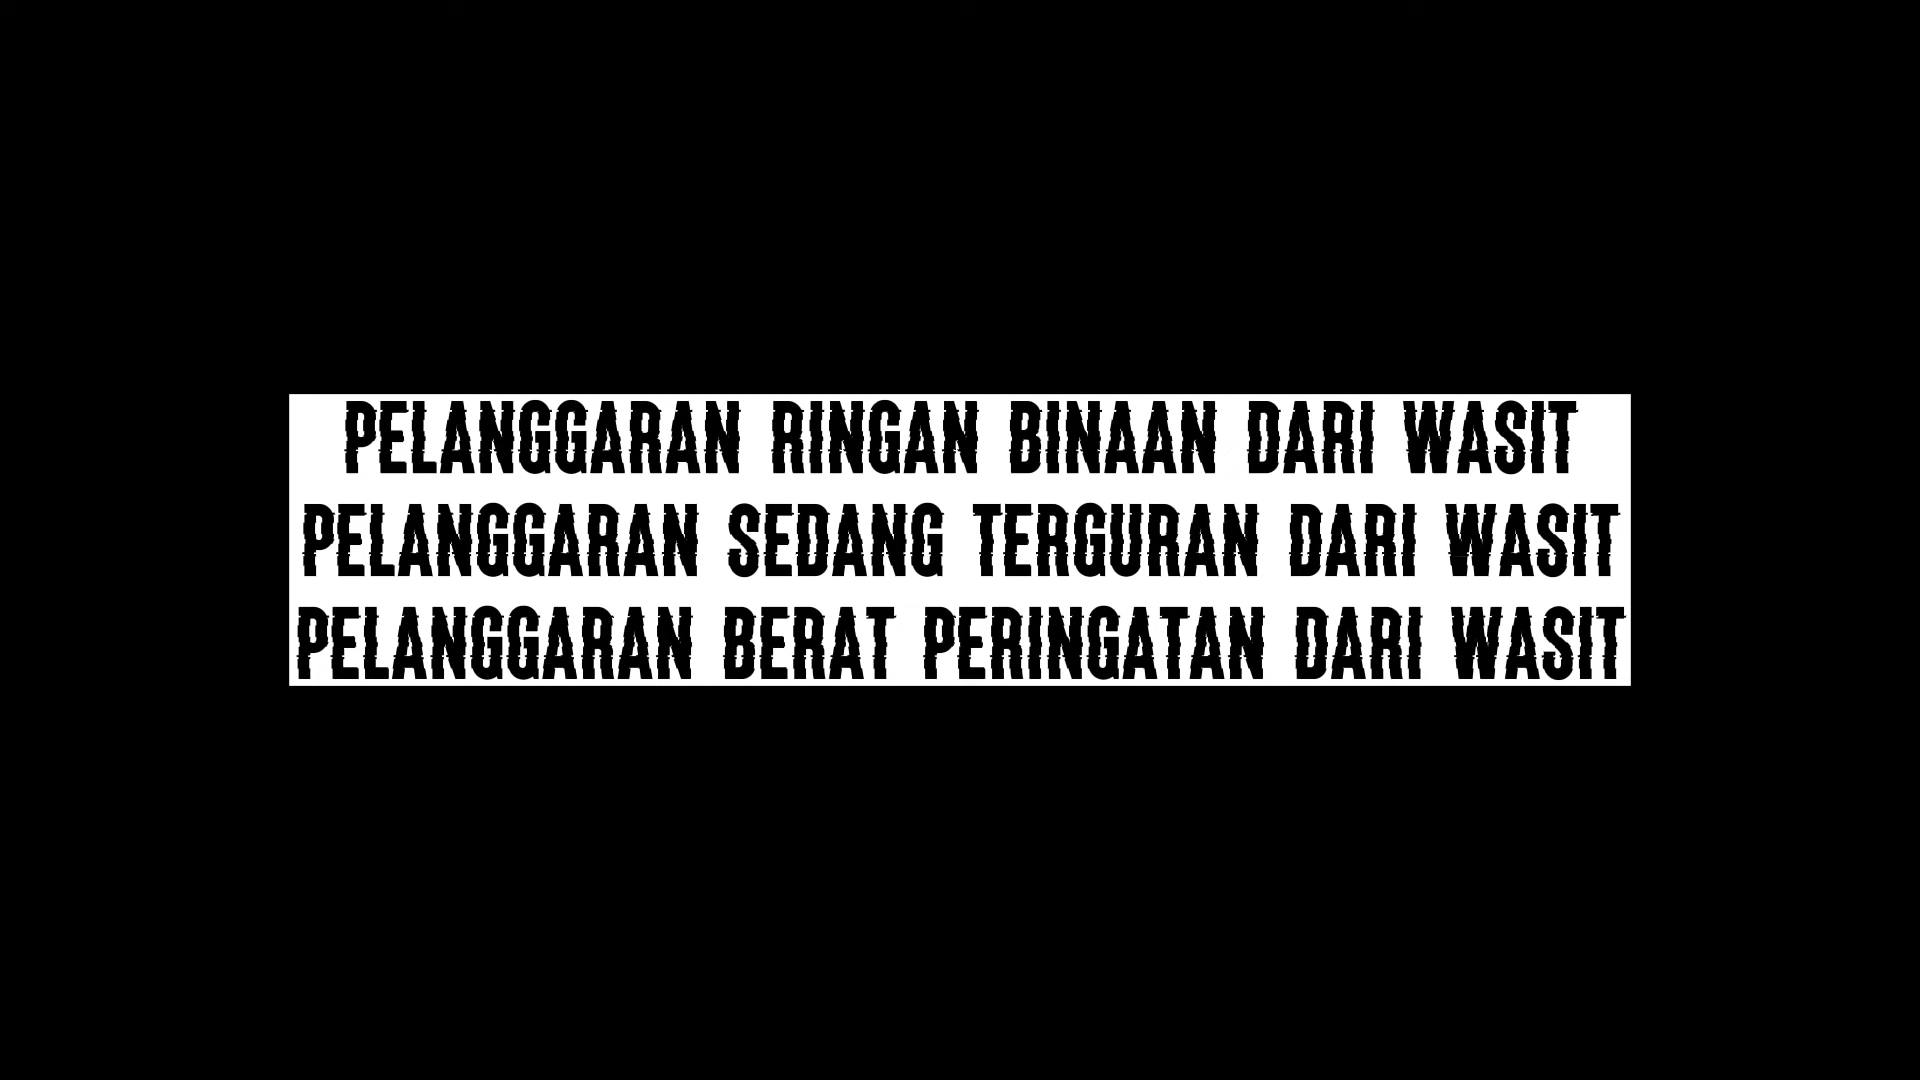 PELANGGARAN RINGAN BINAAN DARI WASIT
PELANGGARAN SEDANG TERGURAN DARI WASIT
PELANGGARAN BERAT PERINGATAN DARI WASIT